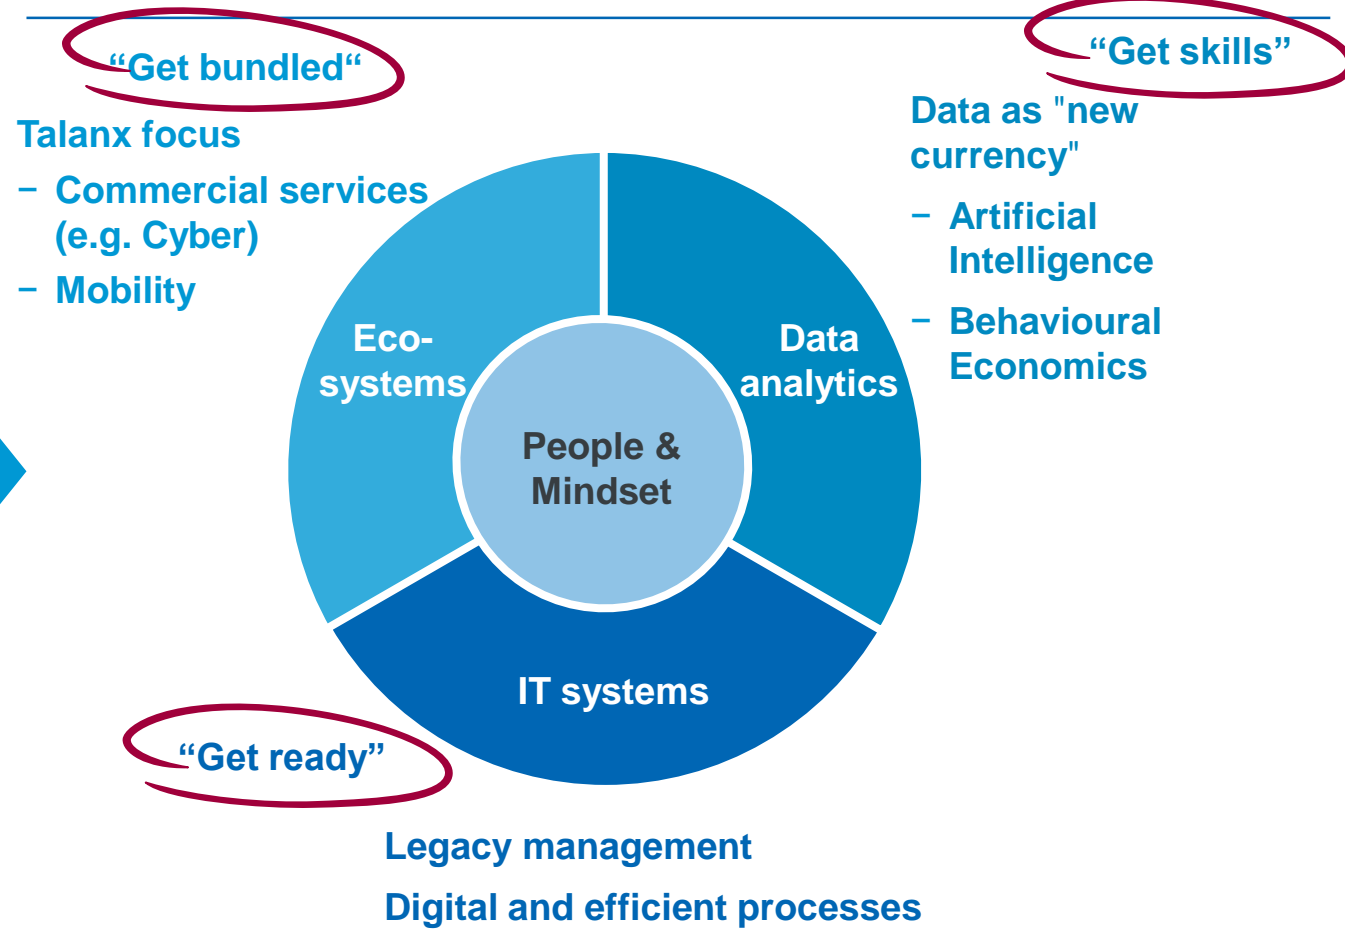 “Get bundled“
Talanx focus
− Commercial services
(e.g. Cyber)
− Mobility
“Get skills”
Data as "new
currency"
− Artificial
Intelligence
− Behavioural
Economics
Eco-
systems
Data
analytics
People &
Mindset
IT systems
“Get ready”
Legacy management
Digital and efficient processes